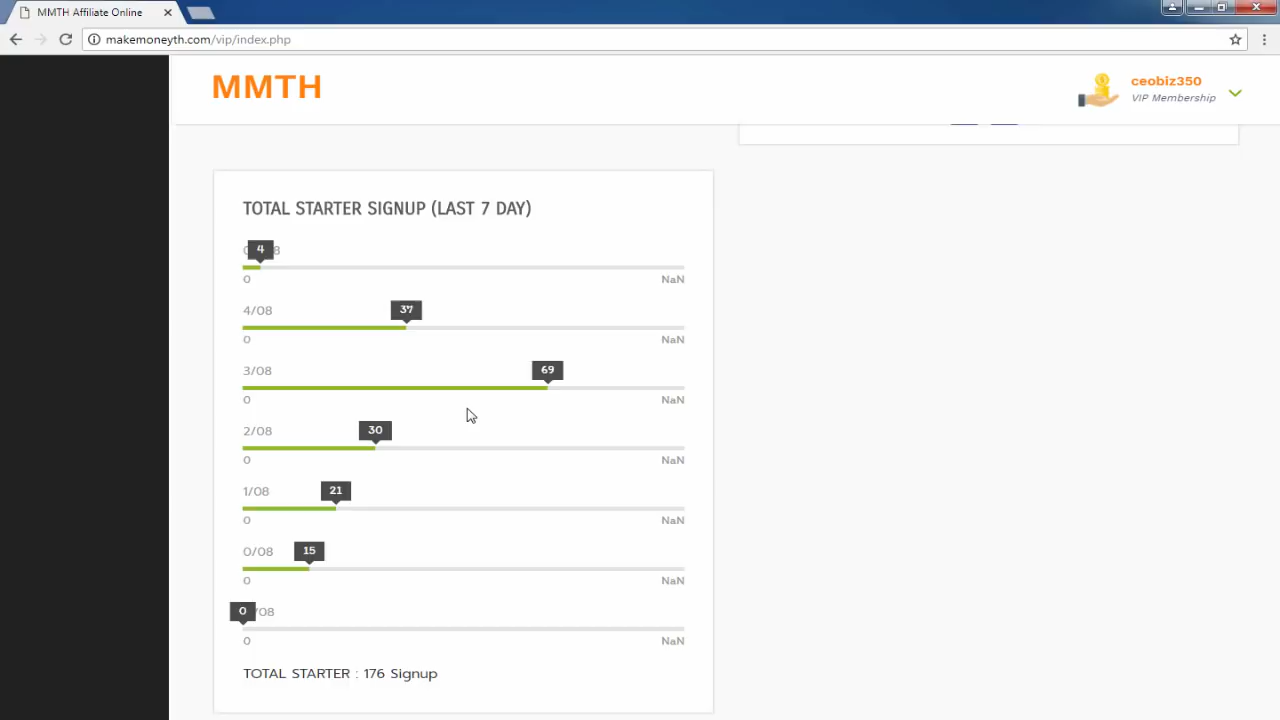 MMTH Affiliate Online
makemoneyth.com/vip/index.php
MMTH
ceobiz350
VIP Membership
TOTAL STARTER SIGNUP (LAST 7 DAY)
4
0 NaN
4/08 37
0 NaN
3/08 69
0 NaN
2/08 30
0 NaN
1/08 21
0 NaN
0/08 15
0 NaN
0 /08
0 NaN
TOTAL STARTER : 176 Signup